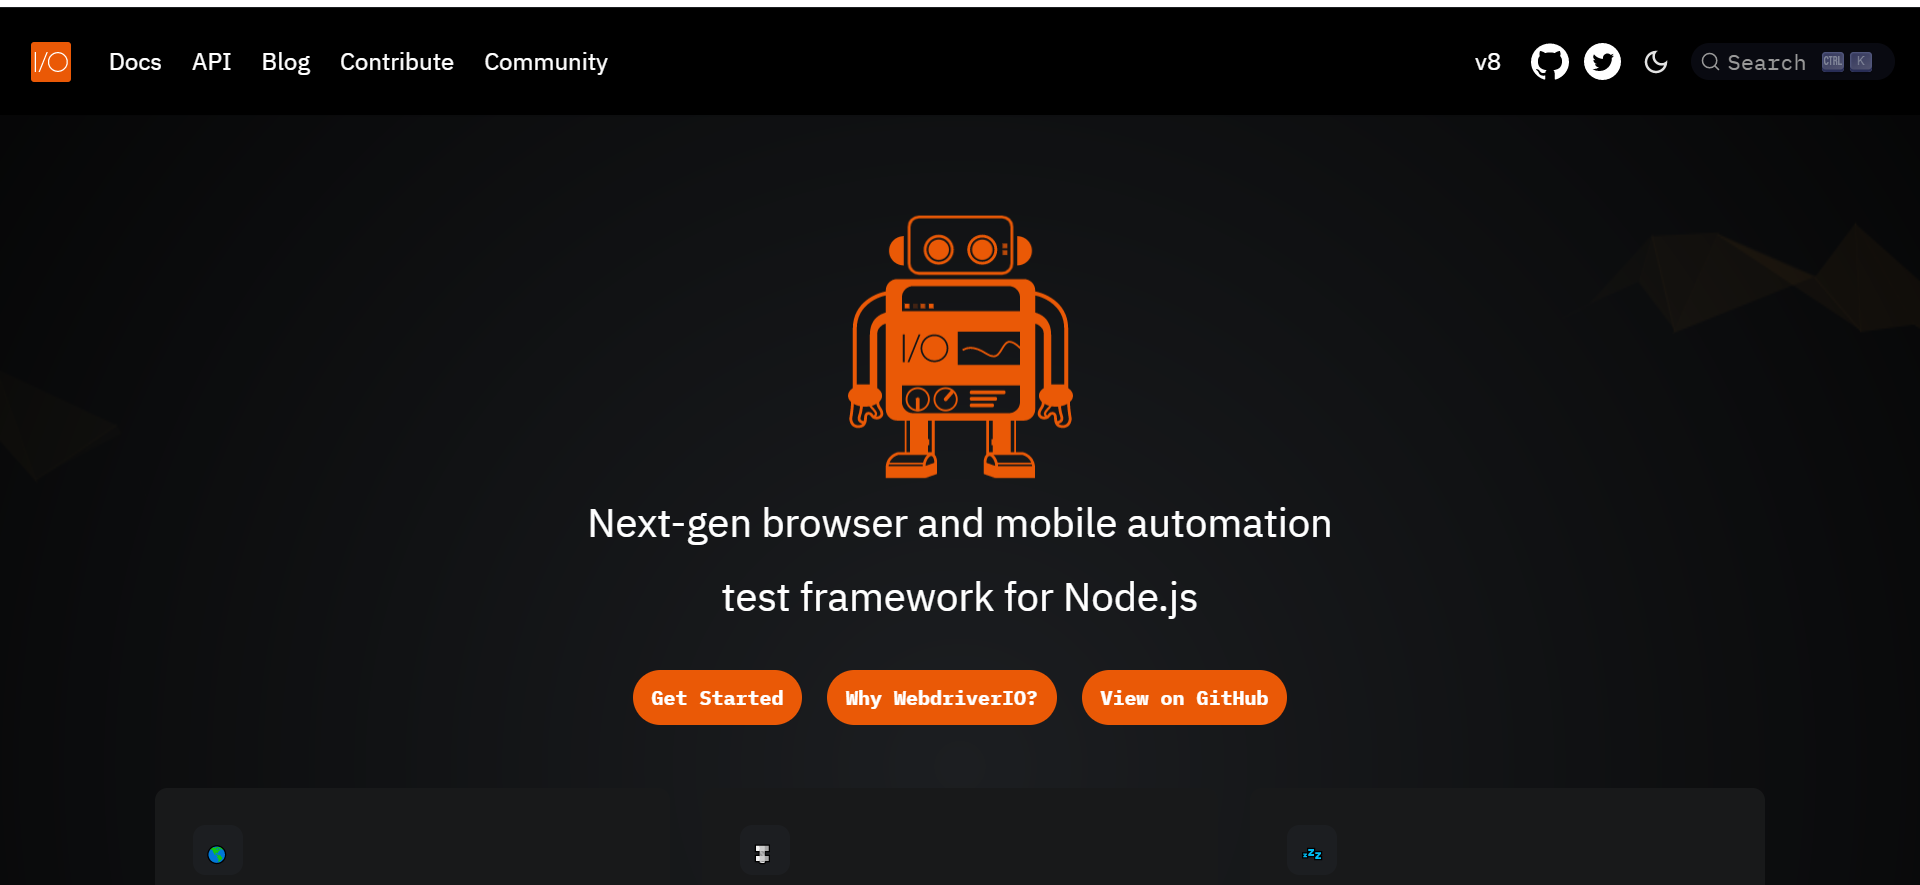 I/O
Docs
API
Blog
Contribute
Community
v8
Search
CTRL
K
I/O
Next-gen browser and mobile automation
test framework for Node.js
Get Started
Why WebdriverIO?
View on GitHub
zzz